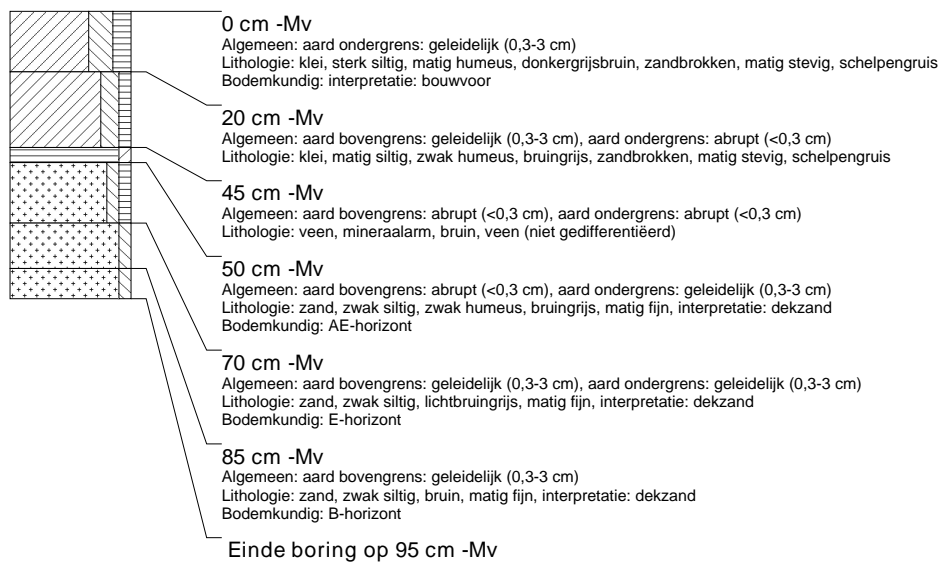 0 cm -Mv
Algemeen: aard ondergrens: geleidelijk (0,3-3 cm)
Lithologie: klei, sterk siltig, matig humeus, donkergrijsbruin, zandbrokken, matig stevig, schelpengruis
Bodemkundig: interpretatie: bouwvoor
20 cm -Mv
Algemeen: aard bovengrens: geleidelijk (0,3-3 cm), aard ondergrens: abrupt (<0,3 cm)
Lithologie: klei, matig siltig, zwak humeus, bruingrijs, zandbrokken, matig stevig, schelpengruis
45 cm -Mv
Algemeen: aard bovengrens: abrupt (<0,3 cm), aard ondergrens: abrupt (<0,3 cm)
Lithologie: veen, mineraalarm, bruin, veen (niet gedifferentiëerd)
50 cm -Mv
Algemeen: aard bovengrens: abrupt (<0,3 cm), aard ondergrens: geleidelijk (0,3-3 cm)
Lithologie: zand, zwak siltig, zwak humeus, bruingrijs, matig fijn, interpretatie: dekzand
Bodemkundig: AE-horizont
70 cm -Mv
Algemeen: aard bovengrens: geleidelijk (0,3-3 cm), aard ondergrens: geleidelijk (0,3-3 cm)
Lithologie: zand, zwak siltig, lichtbruingrijs, matig fijn, interpretatie: dekzand
Bodemkundig: E-horizont
85 cm -Mv
Algemeen: aard bovengrens: geleidelijk (0,3-3 cm)
Lithologie: zand, zwak siltig, bruin, matig fijn, interpretatie: dekzand
Bodemkundig: B-horizont
Einde boring op 95 cm -Mv